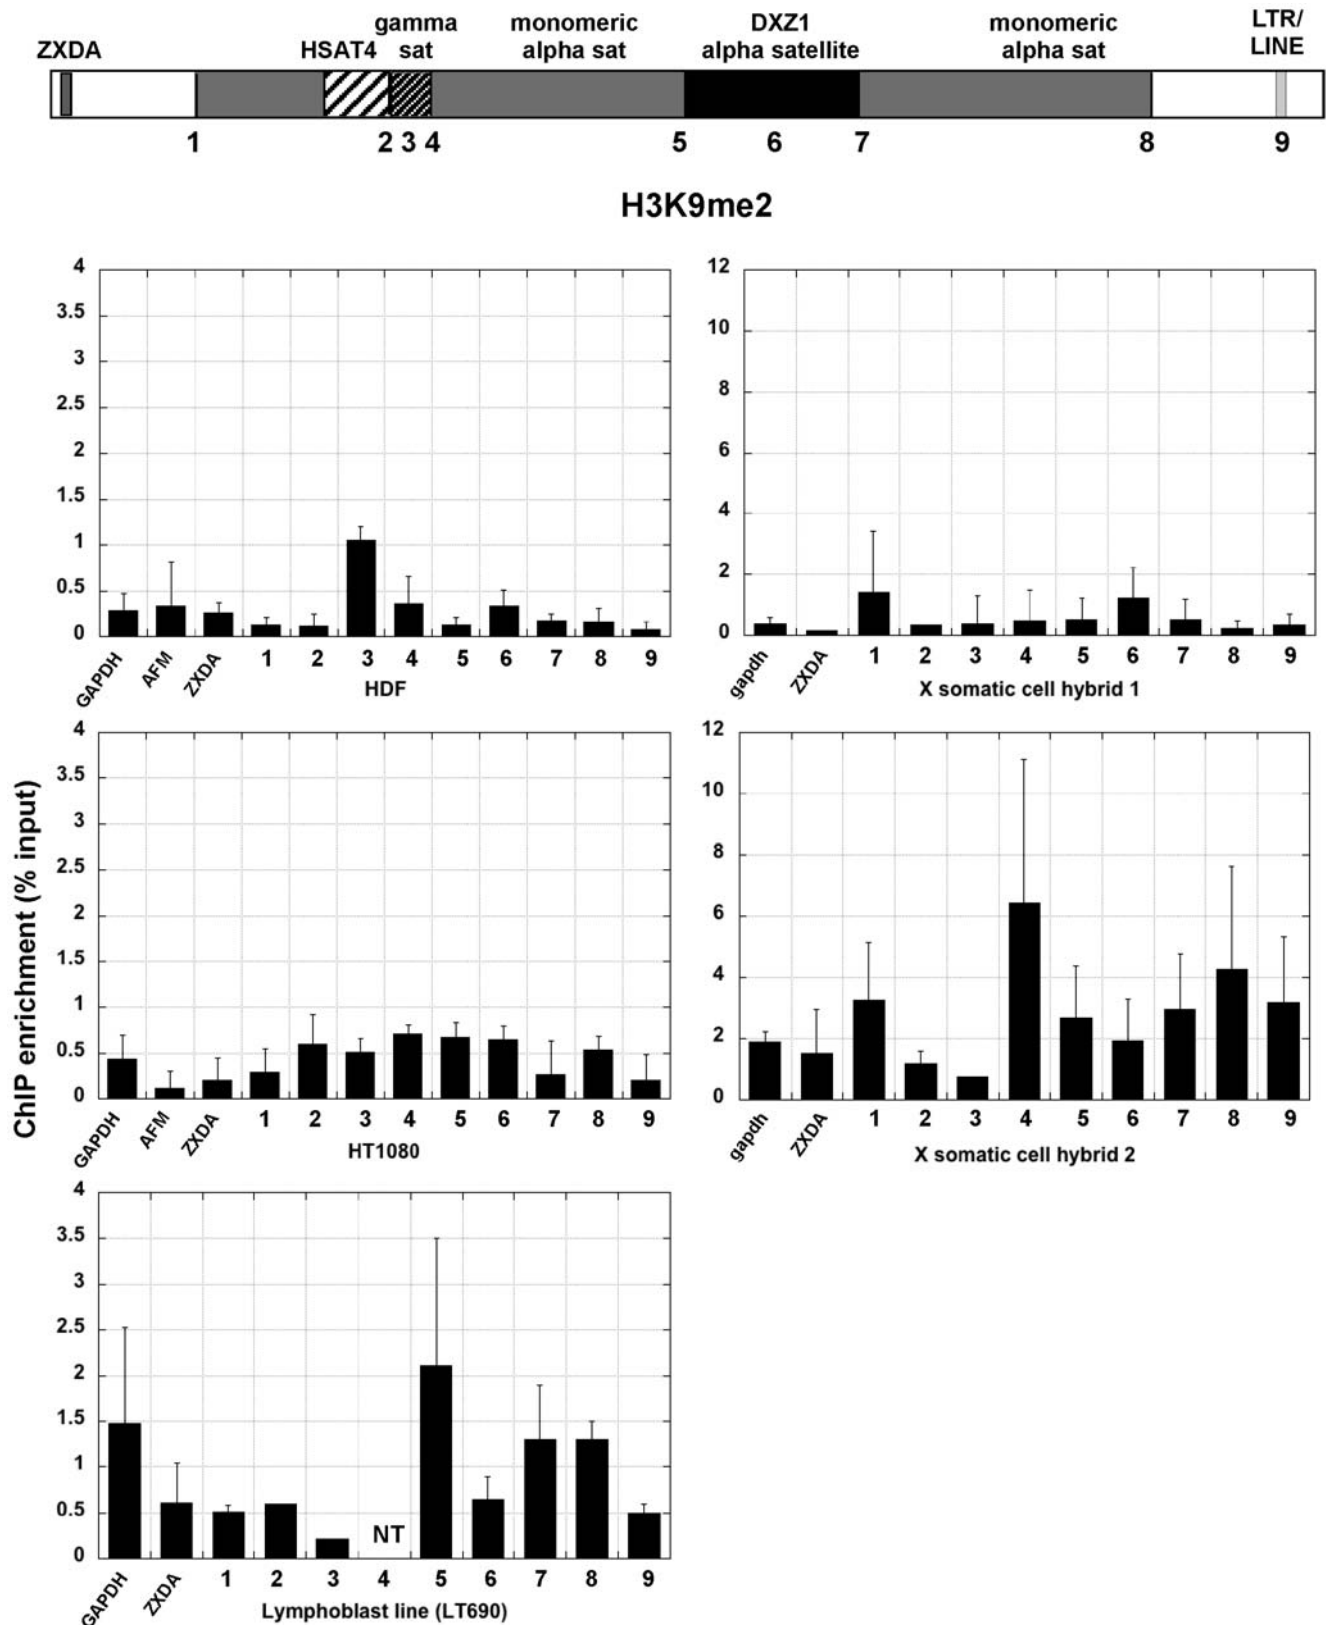 gamma monomeric DXZ1 monomeric LTR/
ZXDA HSAT4 sat alpha sat alpha satellite alpha sat LINE
1 2 3 4 5 6 7 8 9
H3K9me2
ChIP enrichment (% input)
4
3.5
3
2.5
2
1.5
1
0.5
0
GAPDH AFM ZXDA 1 2 3 4 5 6 7 8 9
HDF
12
10
8
6
4
2
0
gapdh ZXDA 1 2 3 4 5 6 7 8 9
X somatic cell hybrid 1
4
3.5
3
2.5
2
1.5
1
0.5
0
GAPDH AFM ZXDA 1 2 3 4 5 6 7 8 9
HT1080
12
10
8
6
4
2
0
gapdh ZXDA 1 2 3 4 5 6 7 8 9
X somatic cell hybrid 2
4
3.5
3
2.5
2
1.5
1
0.5
0
NT
GAPDH ZXDA 1 2 3 4 5 6 7 8 9
Lymphoblast line (LT690)